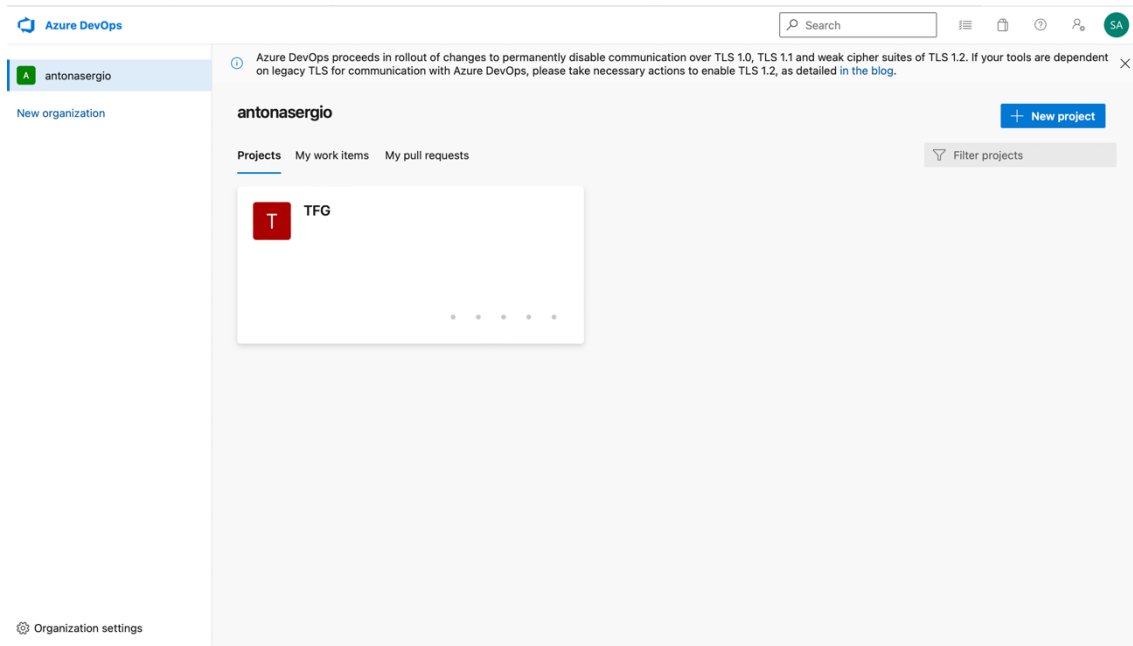 Azure DevOps
Search
SA
A antonasergio
New organization
Azure DevOps proceeds in rollout of changes to permanently disable communication over TLS 1.0, TLS 1.1 and weak cipher suites of TLS 1.2. If your tools are dependent
on legacy TLS for communication with Azure DevOps, please take necessary actions to enable TLS 1.2, as detailed in the blog.
antonasergio
New project
Projects My work items My pull requests
Filter projects
T TFG
Organization settings